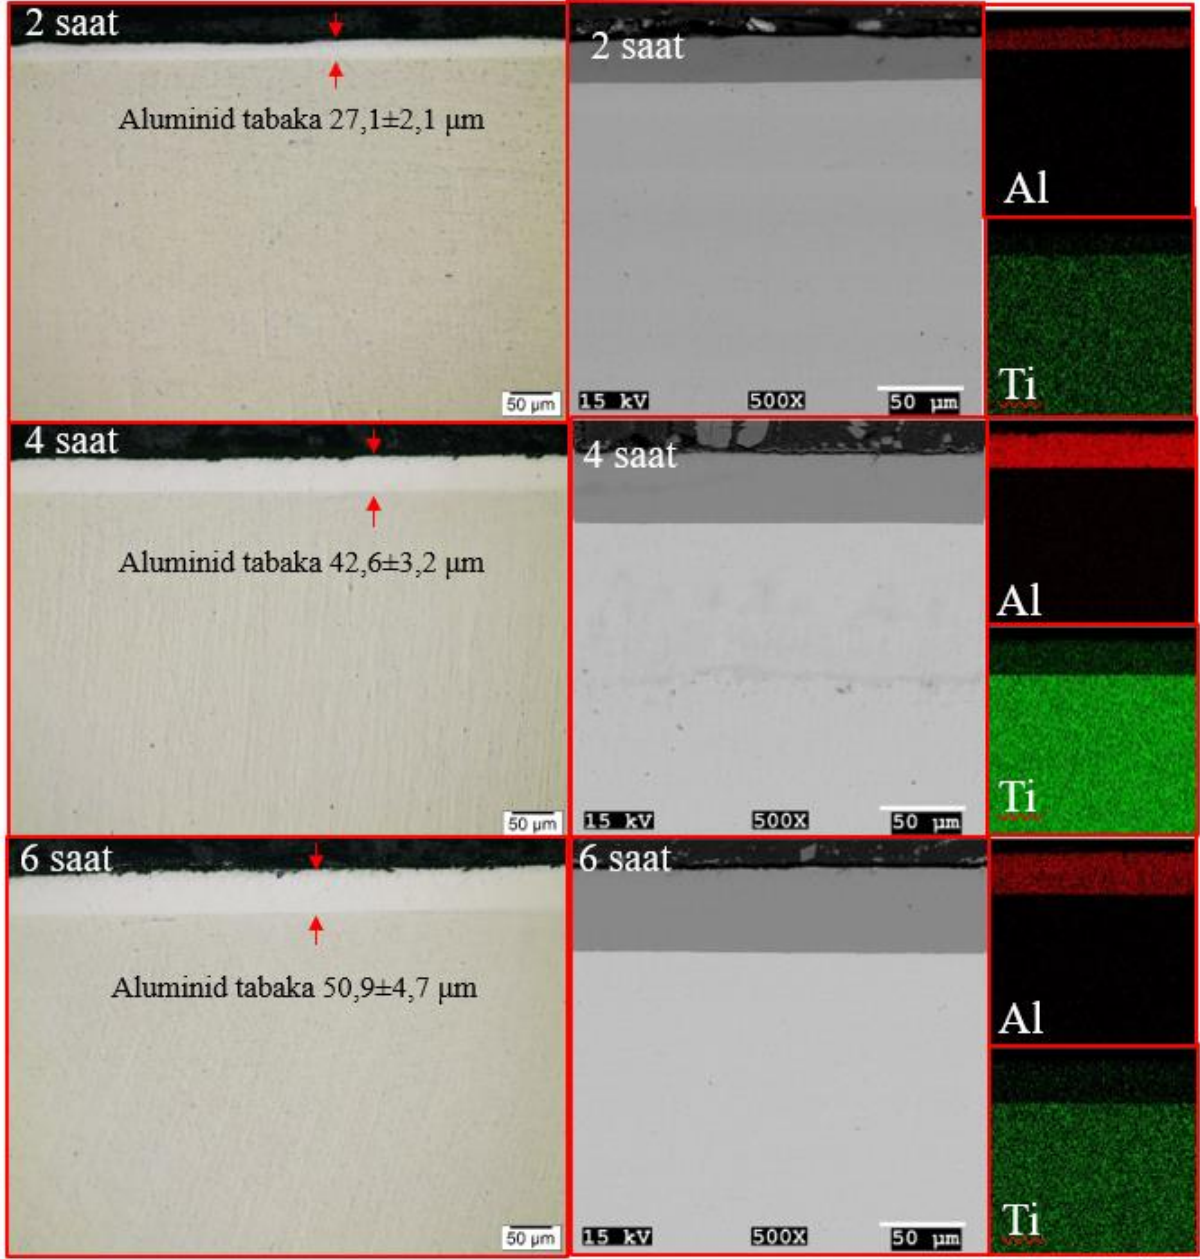 2 saat
Aluminid tabaka 27,1±2,1 μm
50 μm
2 saat
15 kV 500X 50 μm
Al
Ti
4 saat
Aluminid tabaka 42,6±3,2 μm
50 μm
4 saat
15 kV 500X 50 μm
Al
Ti
6 saat
Aluminid tabaka 50,9±4,7 μm
50 μm
6 saat
15 kV 500X 50 μm
Al
Ti